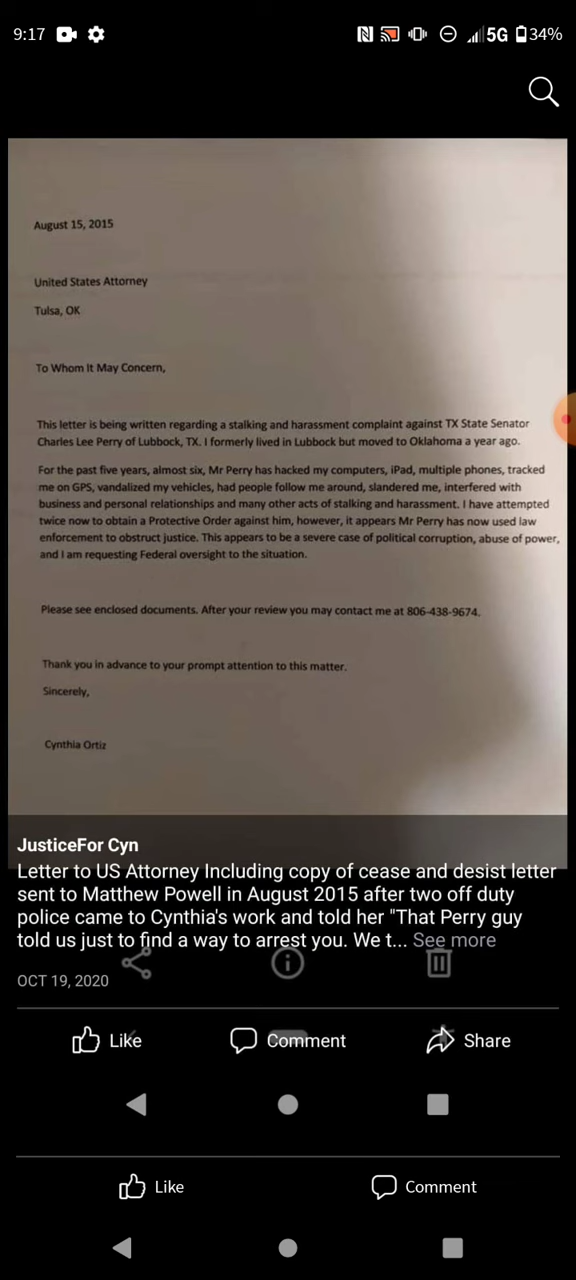 9:17
5G 34%
August 15, 2015
United States Attorney
Tulsa, OK
To Whom It May Concern,
This letter is being written regarding a stalking and harassment complaint against TX State Senator
Charles Lee Perry of Lubbock, TX. I formerly lived in Lubbock but moved to Oklahoma a year ago.
For the past five years, almost six, Mr Perry has hacked my computers, iPad, multiple phones, tracked
me on GPS, vandalized my vehicles, had people follow me around, slandered me, interfered with
business and personal relationships and many other acts of stalking and harassment. I have attempted
twice now to obtain a Protective Order against him, however, it appears Mr Perry has now used law
enforcement to obstruct justice. This appears to be a severe case of political corruption, abuse of power,
and I am requesting Federal oversight to the situation.
Please see enclosed documents. After your review you may contact me at 806-438-9674.
Thank you in advance to your prompt attention to this matter.
Sincerely,
Cynthia Ortiz
JusticeFor Cyn
Letter to US Attorney Including copy of cease and desist letter
sent to Matthew Powell in August 2015 after two off duty
police came to Cynthia's work and told her "That Perry guy
told us just to find a way to arrest you. We t... See more
OCT 19, 2020
Like Comment Share
Like Comment